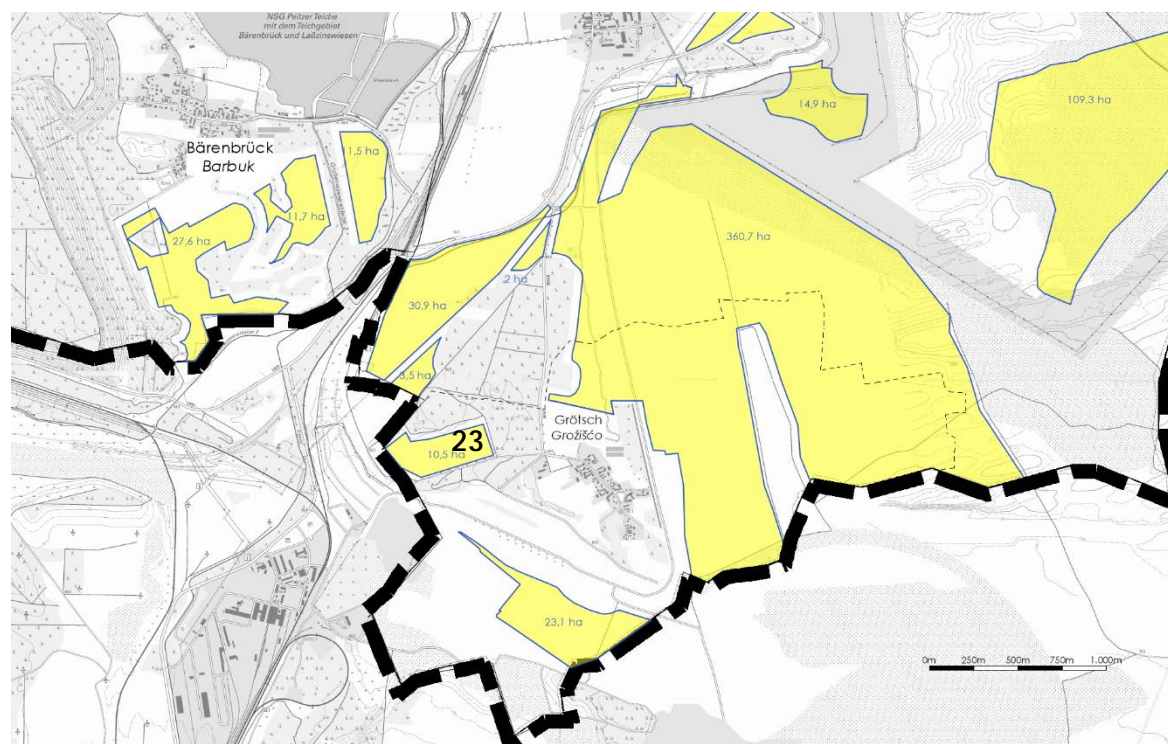 NSG Peitzer Teiche
mit dem Teichgebiet
Bärenbrück und Laßzinswiesen
14,9 ha
109,3 ha
Bärenbrück
Barbuk
11,5 ha
11,7 ha
27,6 ha
360,7 ha
2 ha
30,9 ha
3,5 ha
Grötsch
Grožišćo
23
10,5 ha
23,1 ha
0m 250m 500m 750m 1.000m